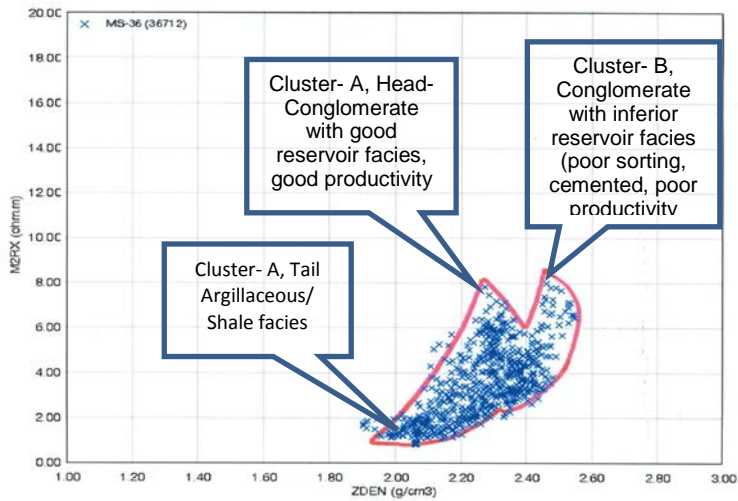 20.00
× MS-36 (36712)
18.00
16.00
14.00
12.00
10.00
8.00
6.00
4.00
2.00
0.00
M2RX (ohm.m)
Cluster- A, Head-
Conglomerate
with good
reservoir facies,
good productivity
Cluster- B,
Conglomerate
with inferior
reservoir facies
(poor sorting,
cemented, poor
productivity
Cluster- A, Tail
Argillaceous/
Shale facies
1.00 1.20 1.40 1.60 1.80 2.00 2.20 2.40 2.60 2.80 3.00
ZDEN (g/cm3)